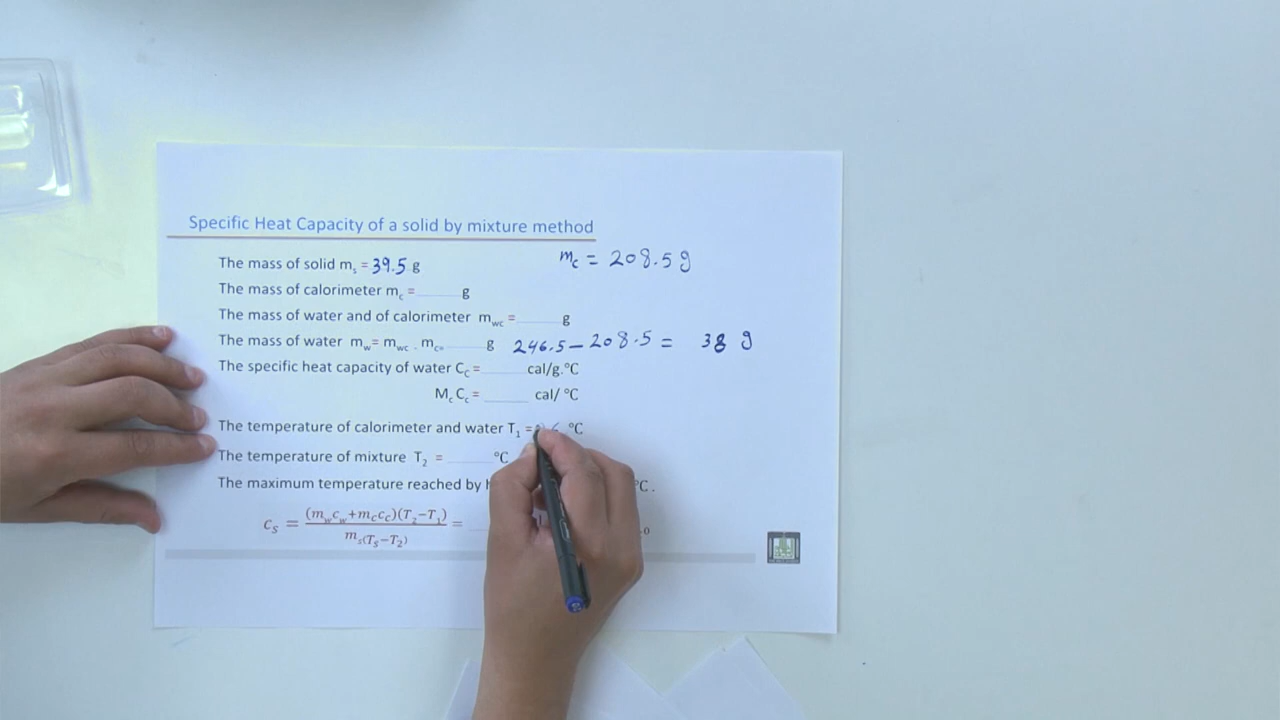 Specific Heat Capacity of a solid by mixture method
The mass of solid mₛ = 39.5 g mc = 208.5 g
The mass of calorimeter mc = g
The mass of water and of calorimeter mwc = g
The mass of water mw= mwc - mc= g 246.5 - 208.5 = 38 g
The specific heat capacity of water Cc = cal/g.°C
McCc = cal/ °C
The temperature of calorimeter and water T₁ = °C
The temperature of mixture T₂ = °C
The maximum temperature reached by °C .
cₛ = (mwcw+mccc)(T₂−T₁) =
mₛ(Tₛ−T₂)